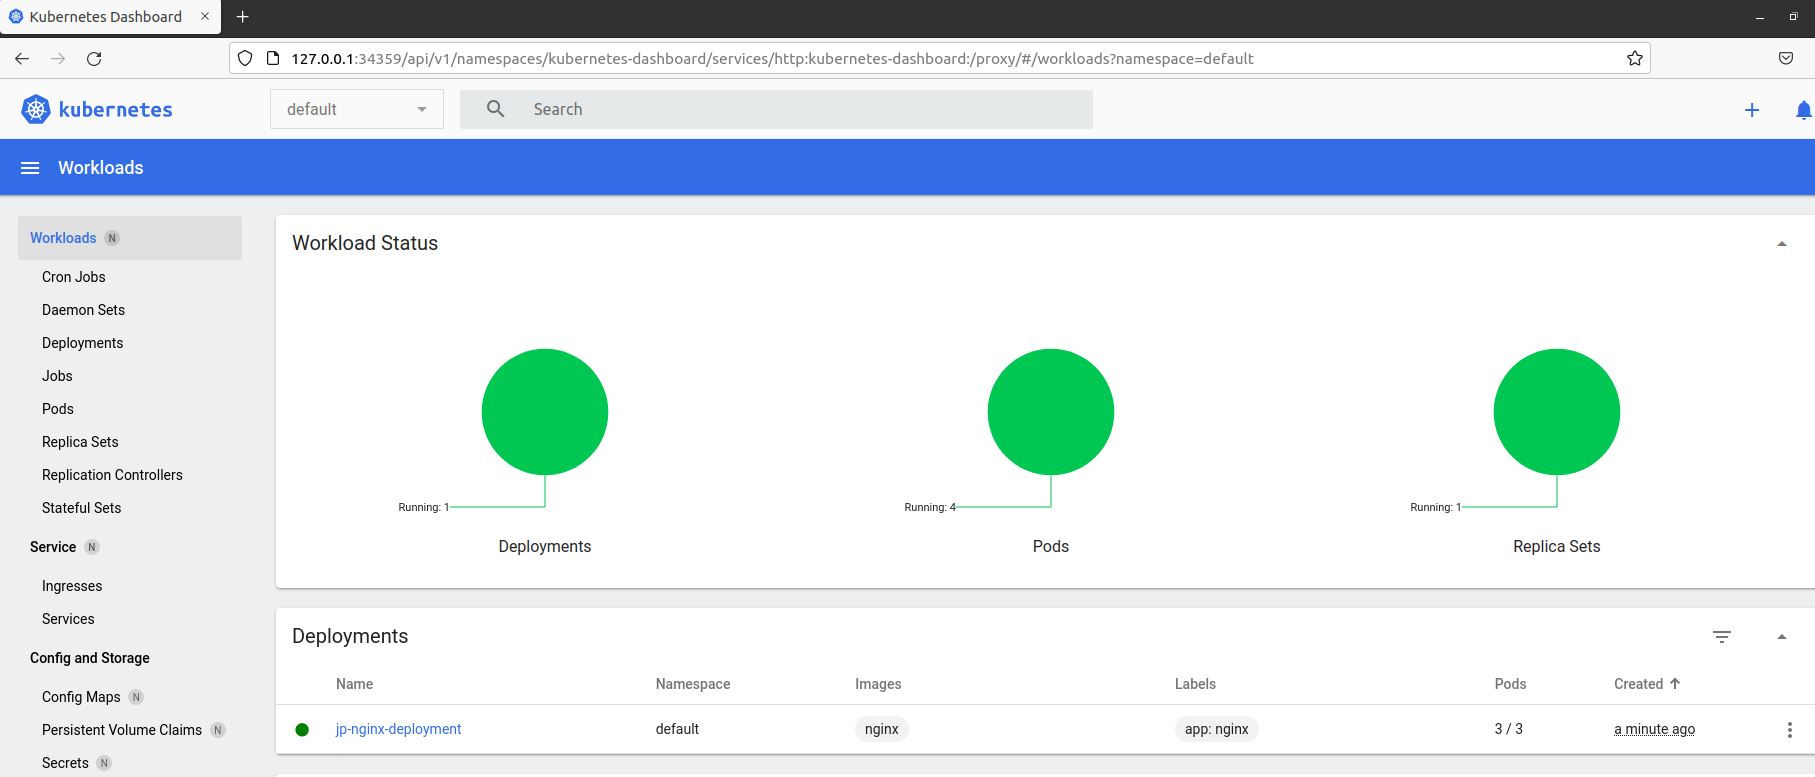 Kubernetes Dashboard
127.0.0.1:34359/api/v1/namespaces/kubernetes-dashboard/services/http:kubernetes-dashboard:/proxy/#/workloads?namespace=default
kubernetes
default
Search
Workloads
Workloads N
Cron Jobs
Daemon Sets
Deployments
Jobs
Pods
Replica Sets
Replication Controllers
Stateful Sets
Service N
Ingresses
Services
Config and Storage
Config Maps N
Persistent Volume Claims N
Secrets N
Workload Status
Running: 1
Deployments
Running: 4
Pods
Running: 1
Replica Sets
Deployments
Name Namespace Images Labels Pods Created
jp-nginx-deployment default nginx app: nginx 3 / 3 a minute ago